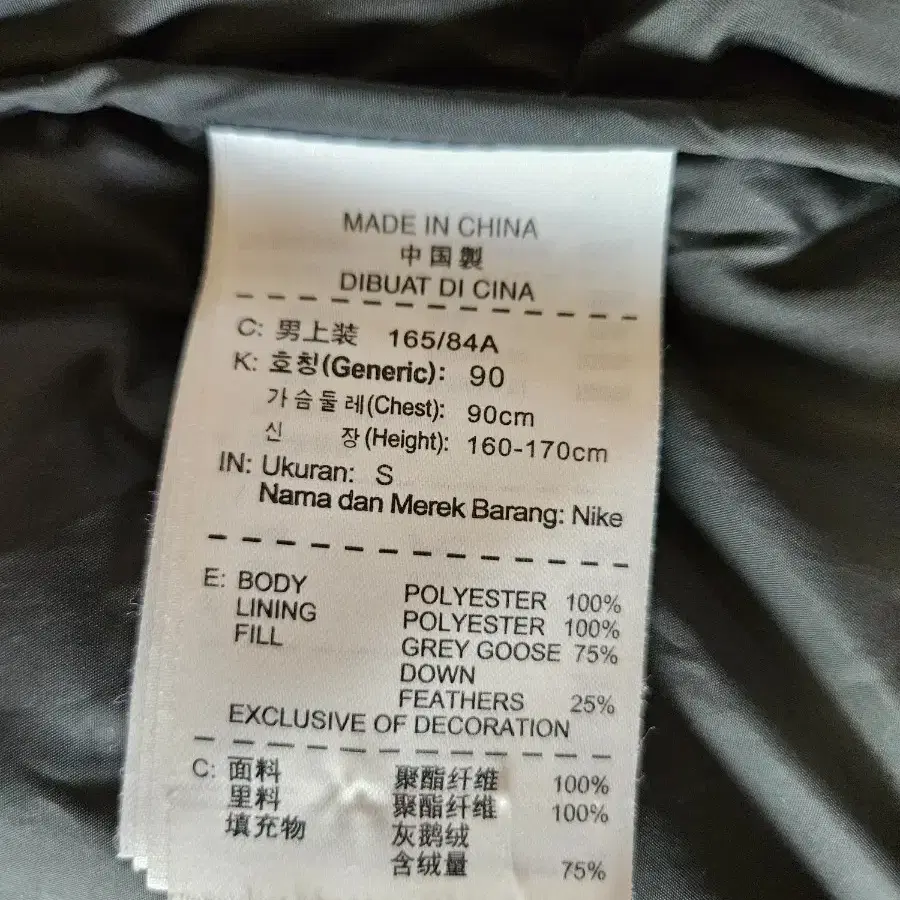 MADE IN CHINA
中国製
DIBUAT DI CINA
C: 男上装 165/84A
K: 호칭(Generic): 90
가슴둘레(Chest): 90cm
신 장(Height): 160-170cm
IN: Ukuran: S
Nama dan Merek Barang: Nike
E: BODY POLYESTER 100%
LINING POLYESTER 100%
FILL GREY GOOSE 75%
DOWN
FEATHERS 25%
EXCLUSIVE OF DECORATION
C: 面料 聚酯纤维 100%
里料 聚酯纤维 100%
填充物 灰鹅绒
含绒量 75%